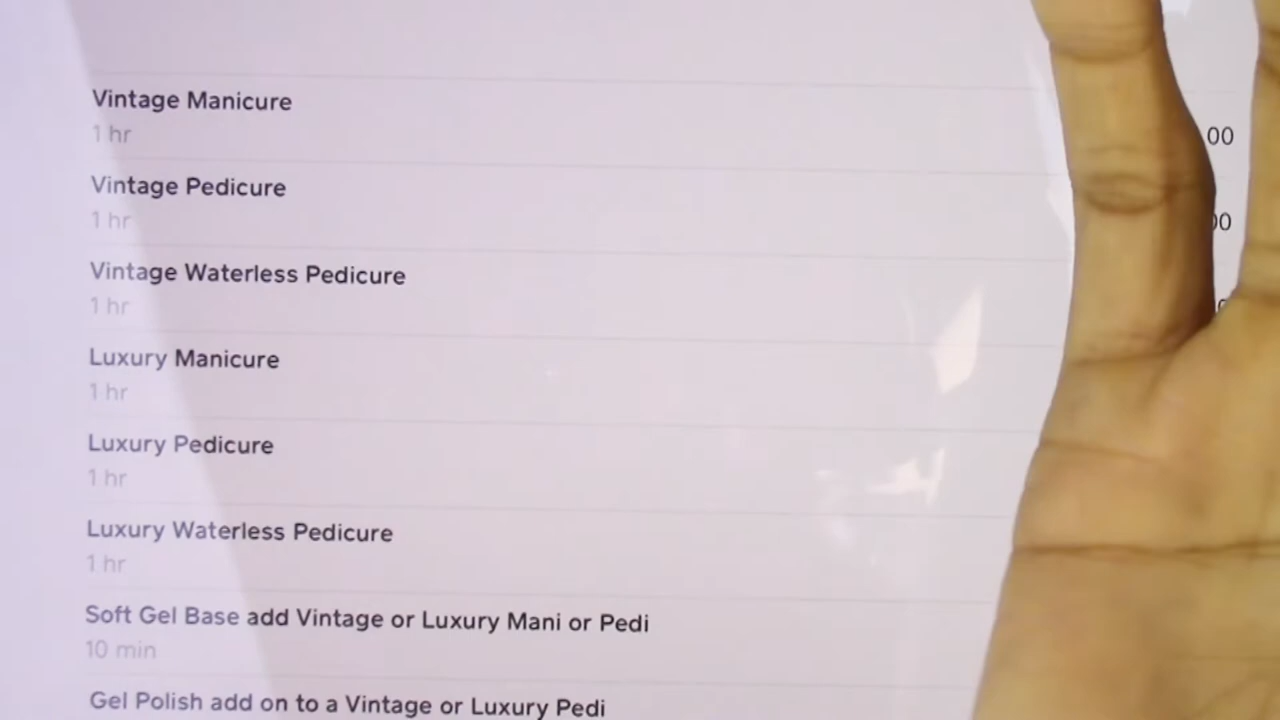 Vintage Manicure
1 hr
00
Vintage Pedicure
1 hr
00
Vintage Waterless Pedicure
1 hr
Luxury Manicure
1 hr
Luxury Pedicure
1 hr
Luxury Waterless Pedicure
1 hr
Soft Gel Base add Vintage or Luxury Mani or Pedi
10 min
Gel Polish add on to a Vintage or Luxury Pedi